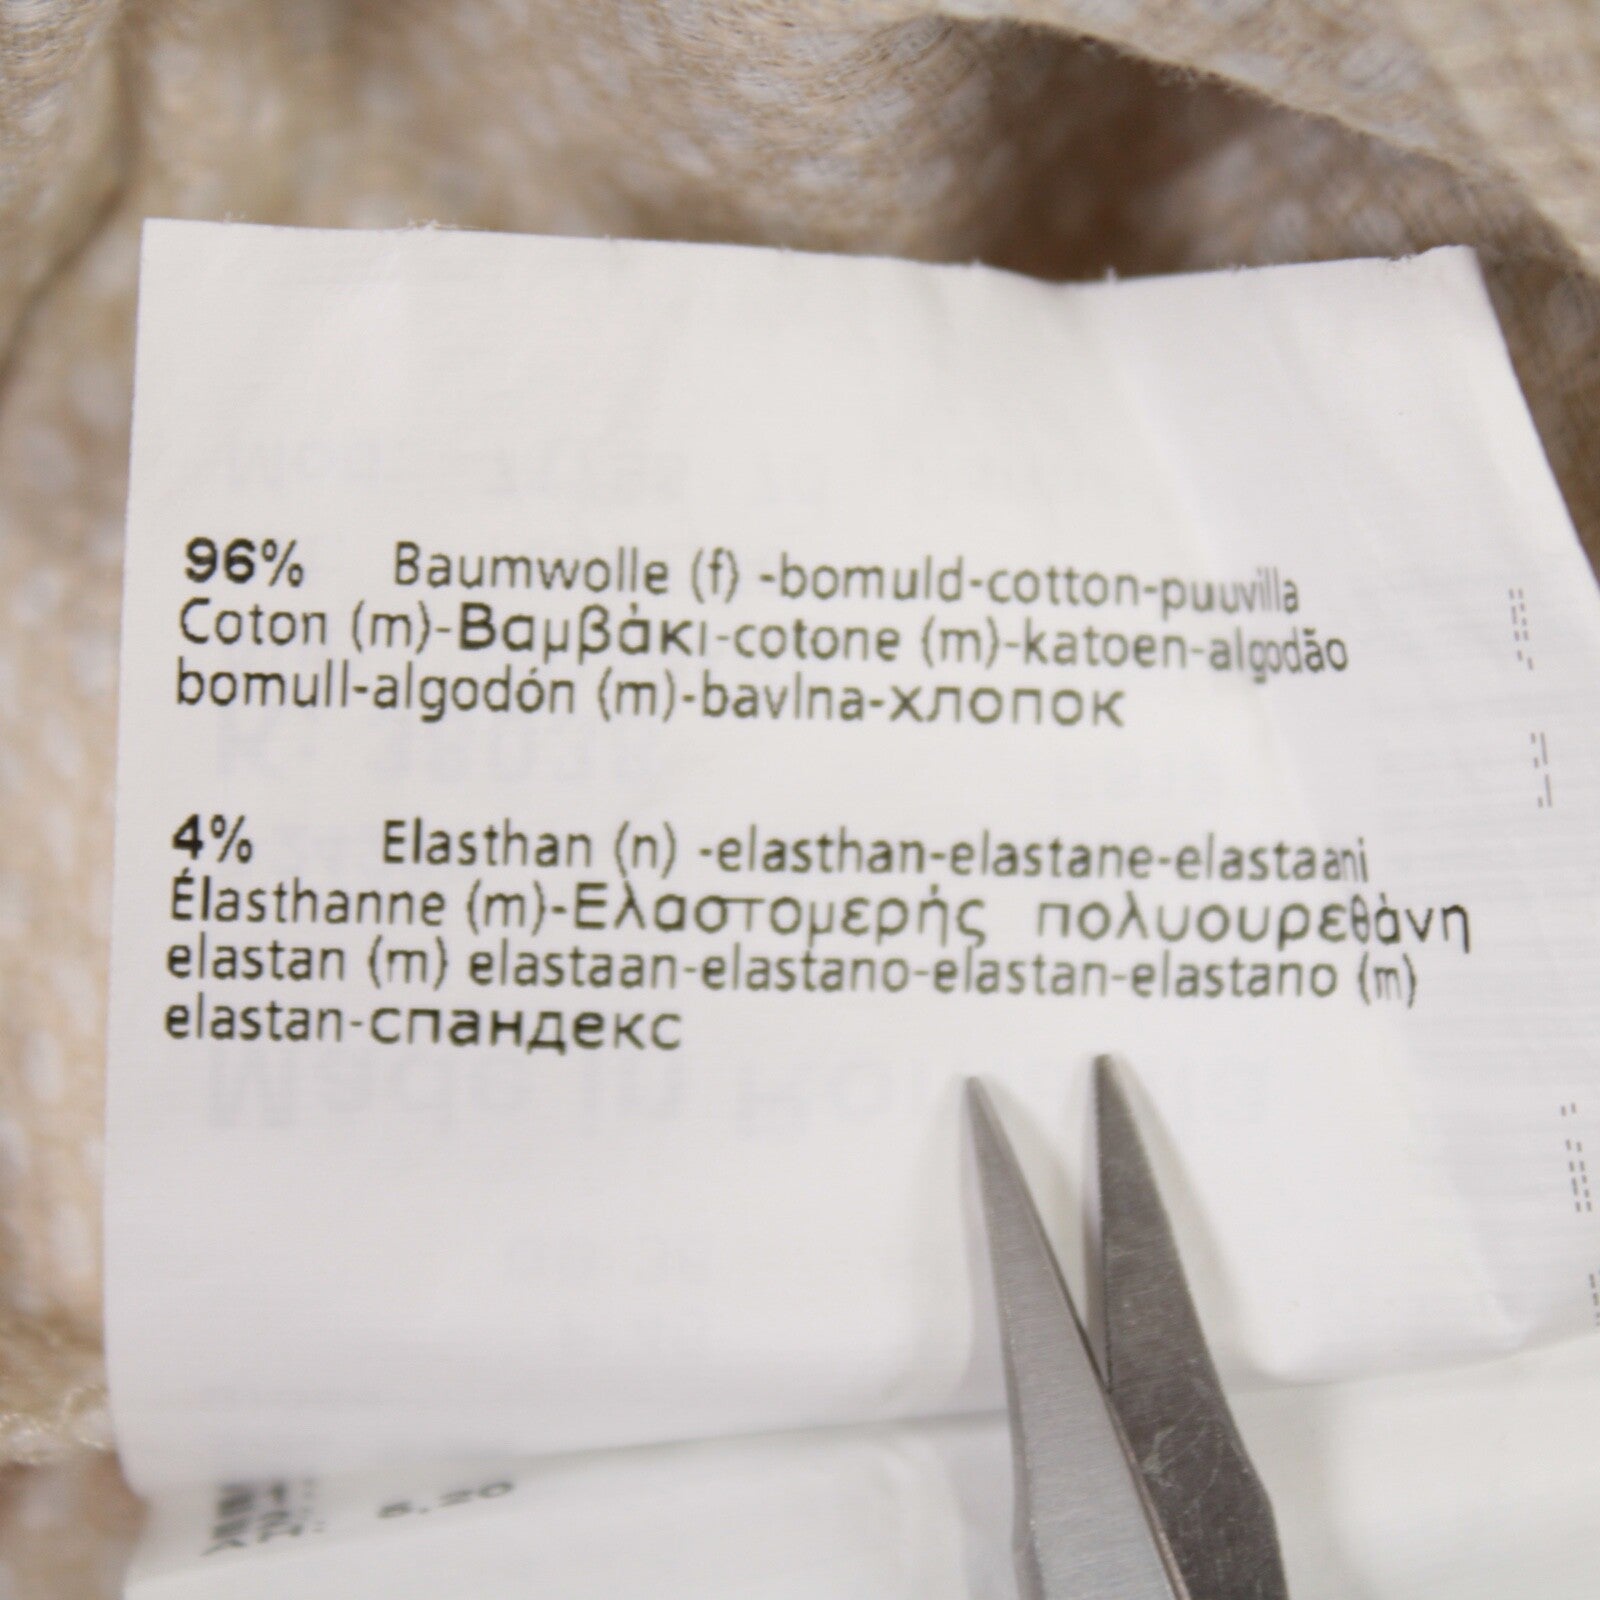 96% Baumwolle (f) -bomuld-cotton-puuvilla
Coton (m)-Βαμβάκι-cotone (m)-katoen-algodão
bomull-algodón (m)-bavlna-хлопок
4% Elasthan (n) -elasthan-elastane-elastaani
Élasthanne (m)-Ελαστομερής πολυουρεθάνη
elastan (m) elastaan-elastano-elastan-elastano (m)
elastan-спандекс